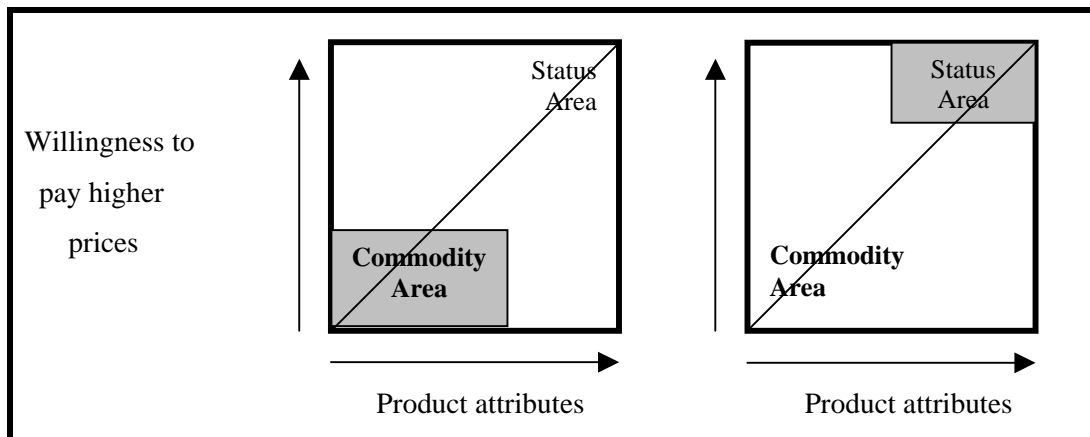 Willingness to
pay higher
prices
Status
Area
Commodity
Area
Product attributes
Status
Area
Commodity
Area
Product attributes